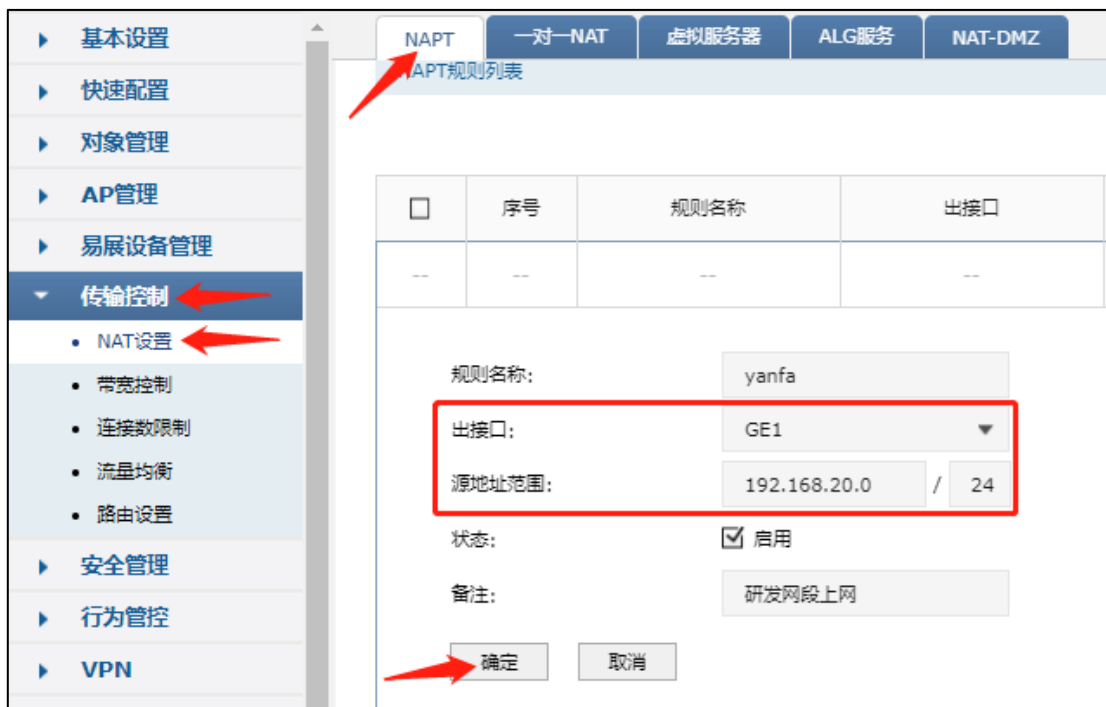 基本设置
快速配置
对象管理
AP管理
易展设备管理
传输控制
NAT设置
带宽控制
连接数限制
流量均衡
路由设置
安全管理
行为管控
VPN
NAPT 一对一NAT 虚拟服务器 ALG服务 NAT-DMZ
NAPT规则列表
序号 规则名称 出接口
-- -- -- --
规则名称: yanfa
出接口: GE1
源地址范围: 192.168.20.0 / 24
状态: 启用
备注: 研发网段上网
确定 取消